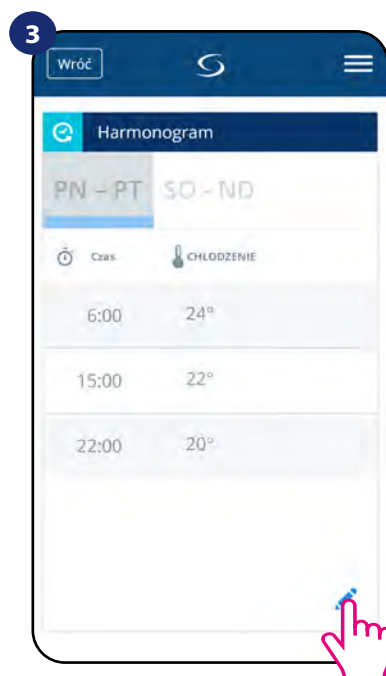 3
Wróć
Harmonogram
PN – PT SO - ND
Czas CHŁODZENIE
6:00 24°
15:00 22°
22:00 20°